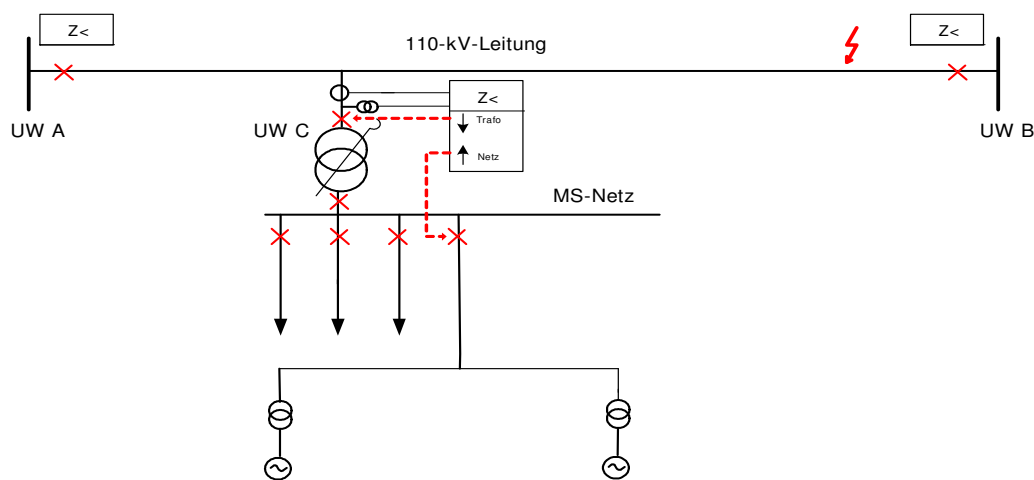 Z<
Z<
110-kV-Leitung
Z<
Trafo
Netz
UW A
UW C
UW B
MS-Netz